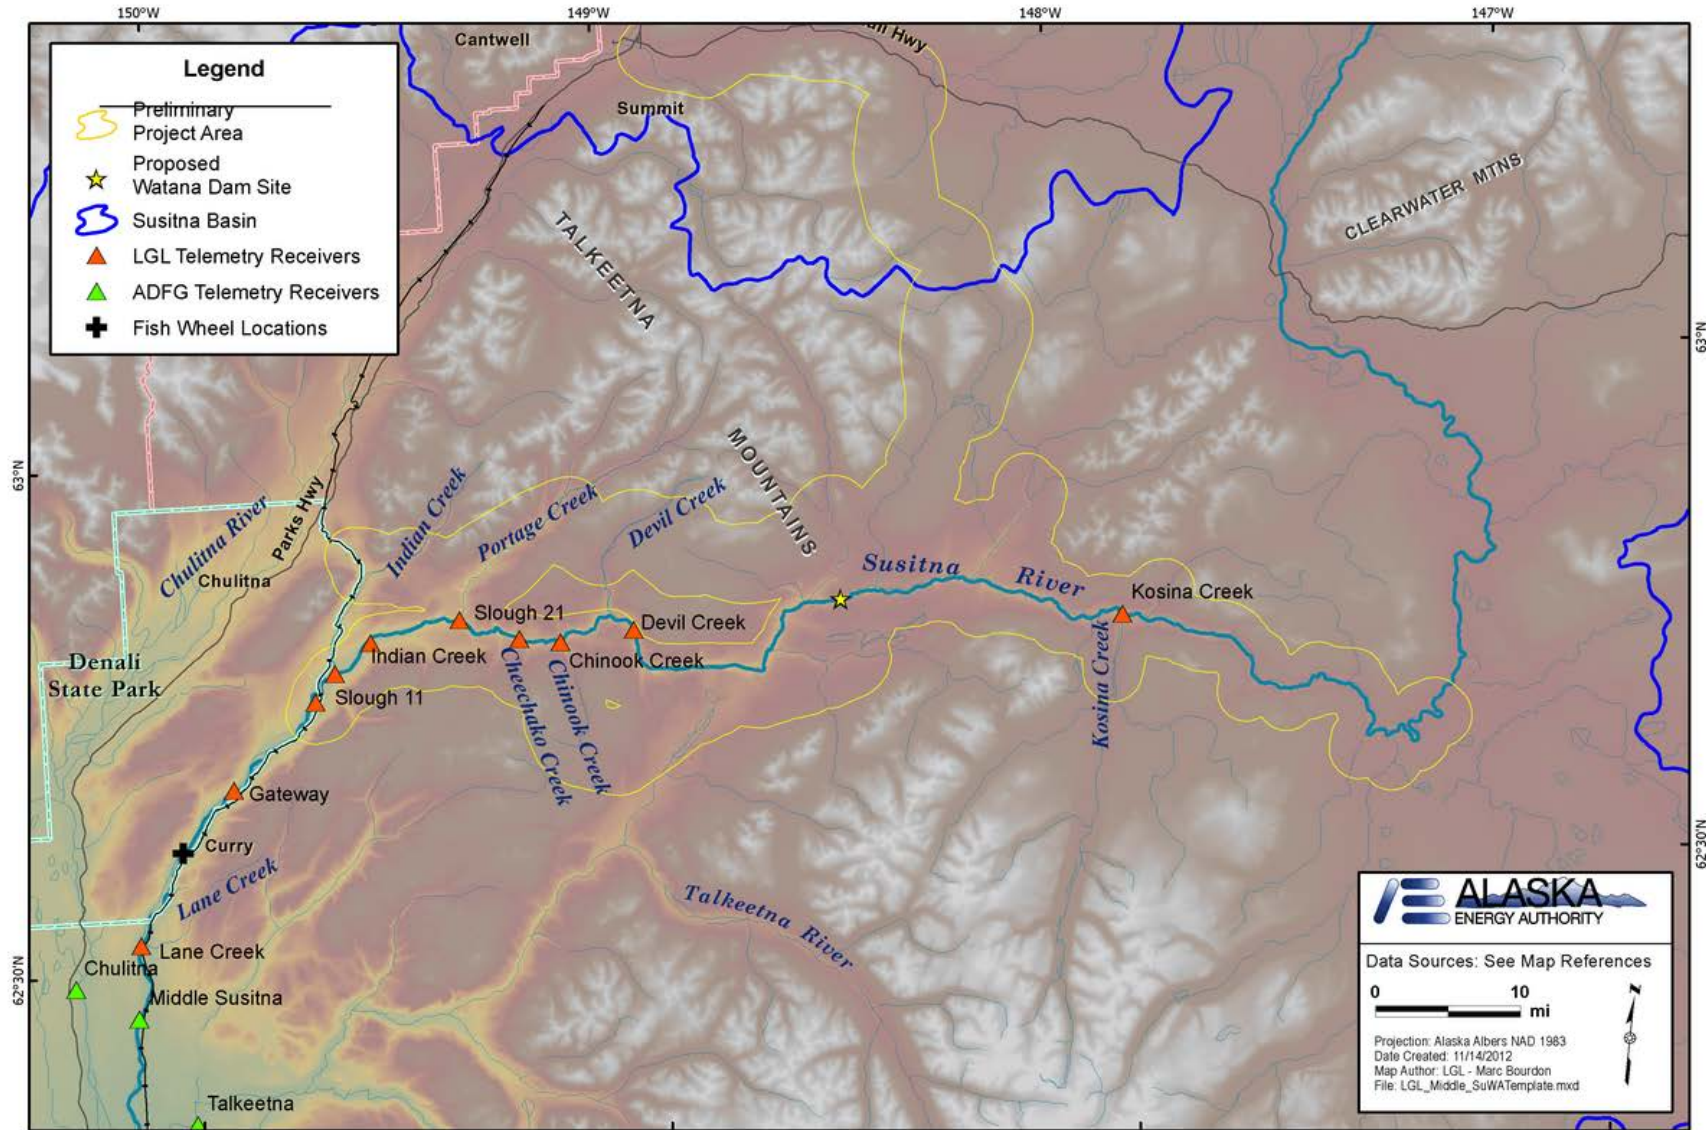 150°W
149°W
148°W
147°W
Legend
Preliminary
Project Area
Proposed
Watana Dam Site
Susitna Basin
LGL Telemetry Receivers
ADFG Telemetry Receivers
Fish Wheel Locations
Cantwell
Hwy
Summit
CLEARWATER MTNS
TALKEETNA
MOUNTAINS
63°N
63°N
Chulitna River
Parks Hwy
Chulitna
Indian Creek
Portage Creek
Devil Creek
Susitna River
Kosina Creek
Slough 21
Devil Creek
Indian Creek
Chinook Creek
Cheechako Creek
Chinook Creek
Kosina Creek
Denali
State Park
Slough 11
Gateway
Curry
Lane Creek
62°30'N
Talkeetna River
Lane Creek
Chulitna
62°30'N
Middle Susitna
Talkeetna
ALASKA
ENERGY AUTHORITY
Data Sources: See Map References
0 10
mi
N
Projection: Alaska Albers NAD 1983
Date Created: 11/14/2012
Map Author: LGL - Marc Bourdon
File: LGL_Middle_SuWATemplate.mxd